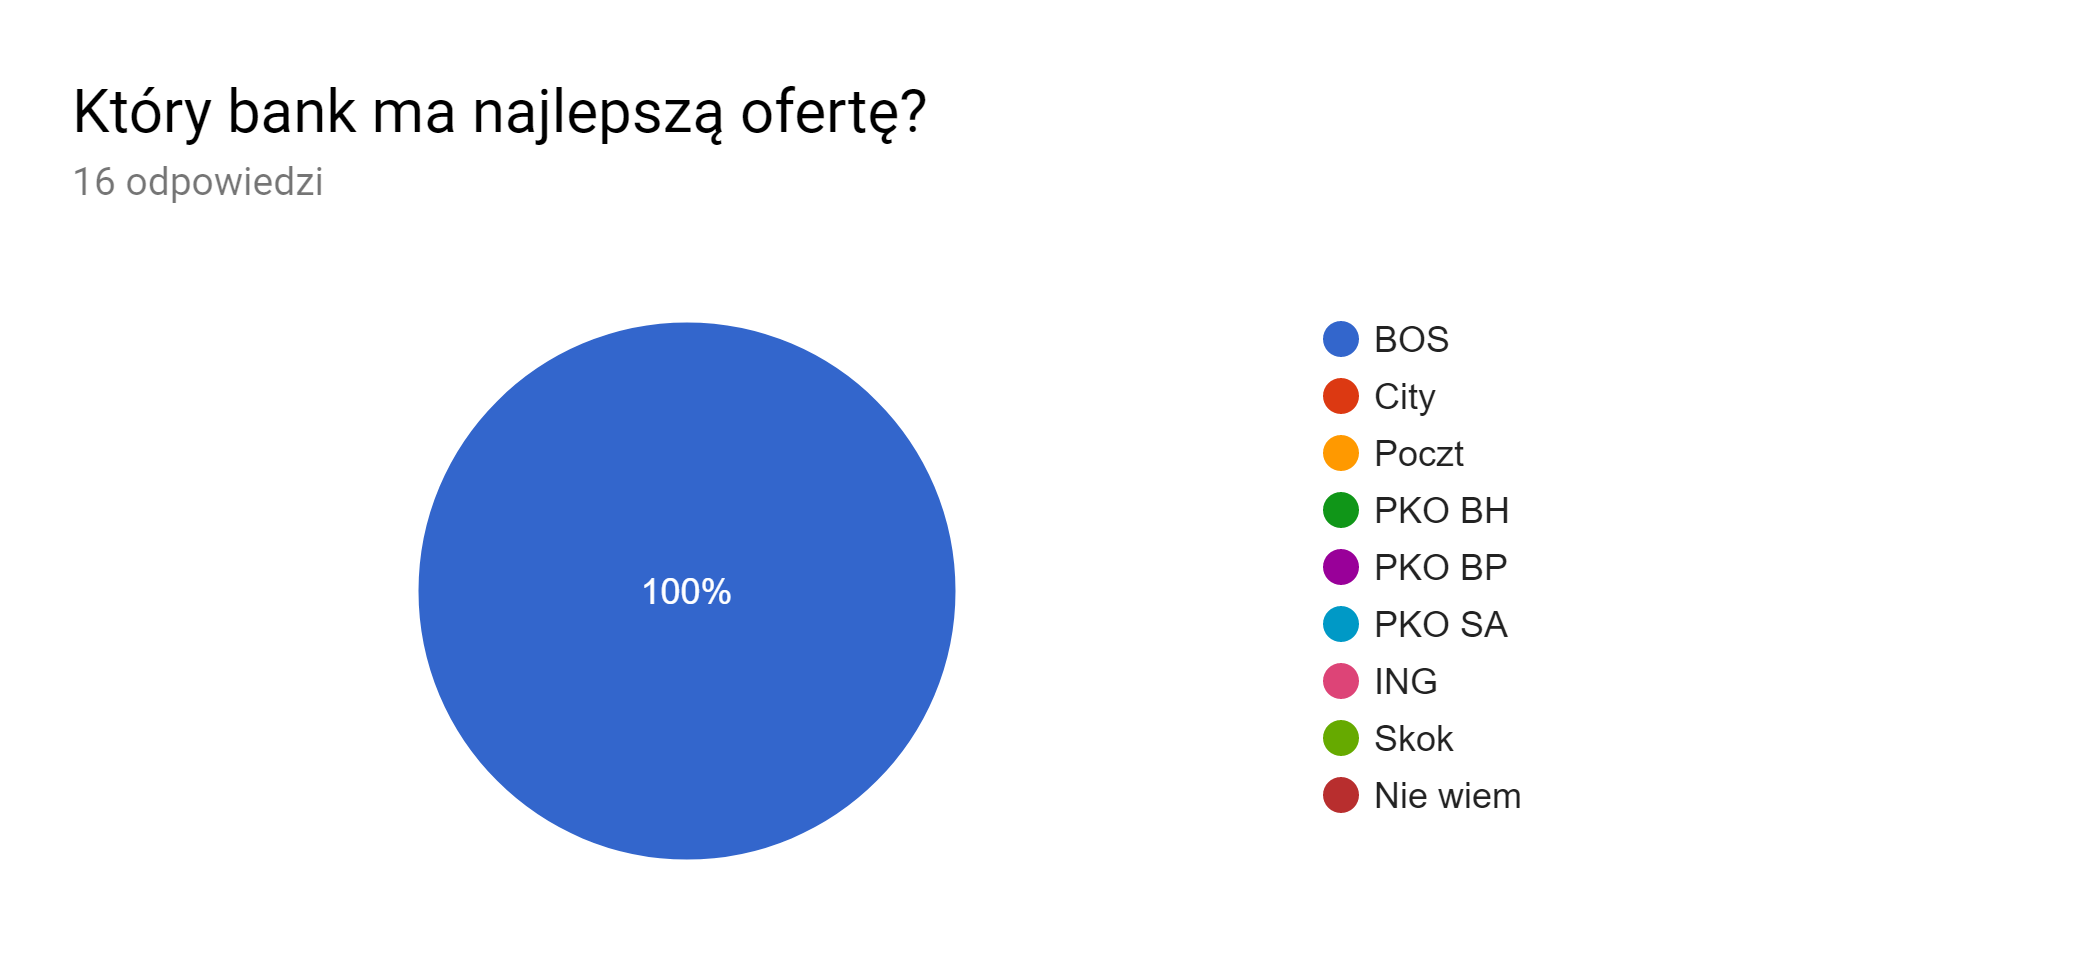 Który bank ma najlepszą ofertę?
16 odpowiedzi
100%
BOS
City
Poczt
PKO BH
PKO BP
PKO SA
ING
Skok
Nie wiem